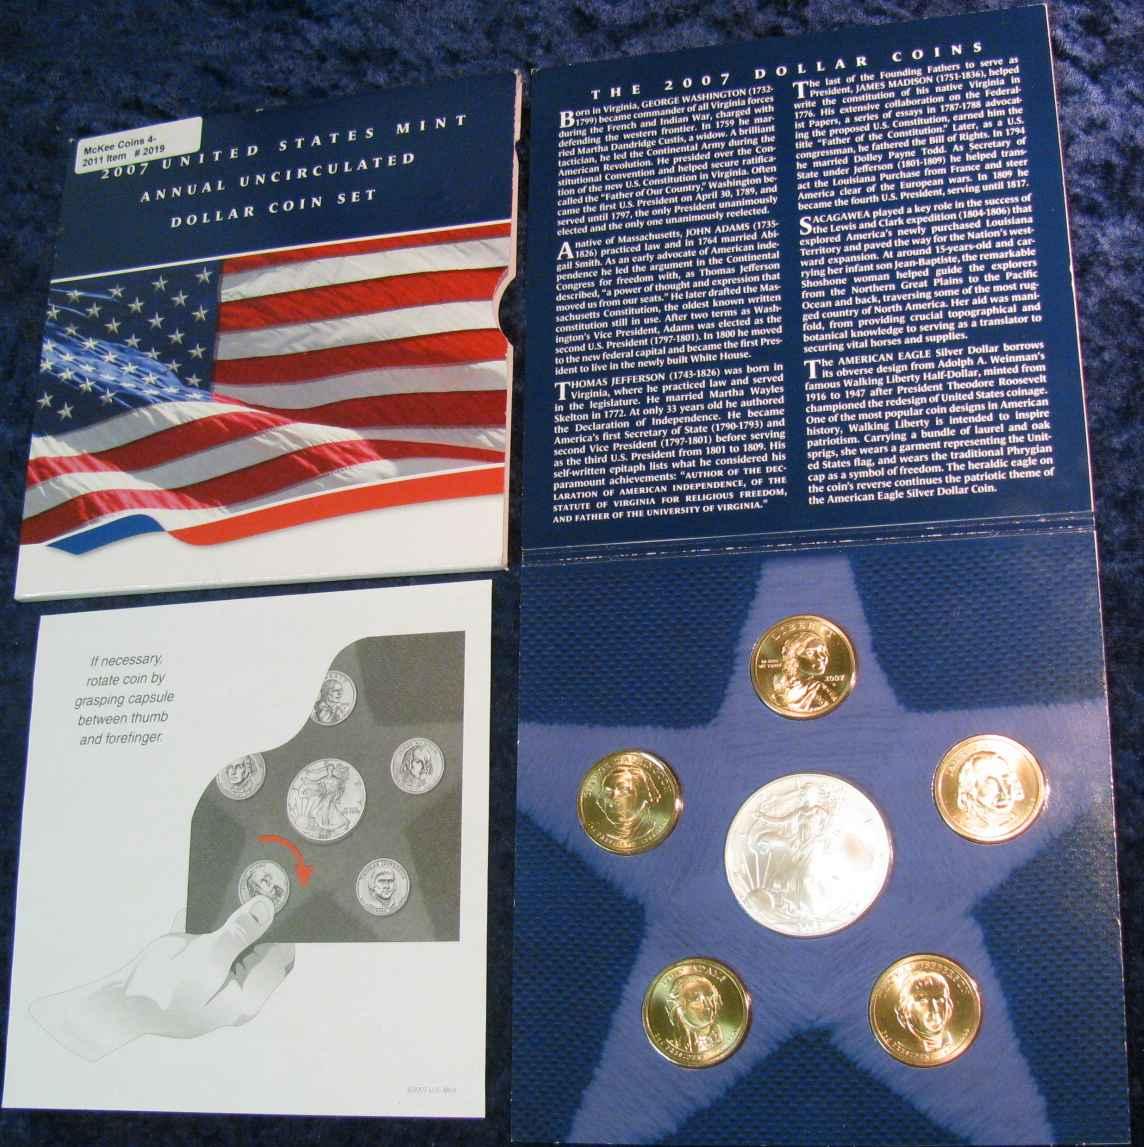 McKee Coins 4-
2011 Item # 2019
2007 UNITED STATES MINT
ANNUAL UNCIRCULATED
DOLLAR COIN SET
THE 2007 DOLLAR COINS
Born in Virginia, GEORGE WASHINGTON (1732-
1799) became commander of all Virginia forces
during the French and Indian War, charged with
defending the western frontier. In 1759 he mar-
ried Martha Dandridge Custis, a widow. A brilliant
tactician, he led the Continental Army during the
American Revolution. He presided over the Con-
stitutional Convention and helped secure ratifica-
tion of the new U.S. Constitution in Virginia. Often
called the "Father of Our Country," Washington be-
came the first U.S. President on April 30, 1789, and
served until 1797, the only President unanimously
elected and the only one unanimously reelected.
A native of Massachusetts, JOHN ADAMS (1735-
1826) practiced law and in 1764 married Abi-
gail Smith. As an early advocate of American inde-
pendence he led the argument in the Continental
Congress for freedom with, as Thomas Jefferson
described, "a power of thought and expression that
moved us from our seats." He later drafted the Mas-
sachusetts Constitution, the oldest known written
constitution still in use. After two terms as Wash-
ington's Vice President, Adams was elected as the
second U.S. President (1797-1801). In 1800 he moved
to the new federal capital and became the first Pres-
ident to live in the newly built White House.
THOMAS JEFFERSON (1743-1826) was born in
Virginia, where he practiced law and served
in the legislature. He married Martha Wayles
Skelton in 1772. At only 33 years old he authored
the Declaration of Independence. He became
America's first Secretary of State (1790-1793) and
second Vice President (1797-1801) before serving
as the third U.S. President from 1801 to 1809. His
self-written epitaph lists what he considered his
paramount achievements: "AUTHOR OF THE DEC-
LARATION OF AMERICAN INDEPENDENCE, OF THE
STATUTE OF VIRGINIA FOR RELIGIOUS FREEDOM,
AND FATHER OF THE UNIVERSITY OF VIRGINIA."
The last of the Founding Fathers to serve as
President, JAMES MADISON (1751-1836), helped
write the constitution of his native Virginia in
1776. His extensive collaboration on the Federal-
ist Papers, a series of essays in 1787-1788 advocat-
ing the proposed U.S. Constitution, earned him the
title "Father of the Constitution." Later, as a U.S.
congressman, he fathered the Bill of Rights. In 1794
he married Dolley Payne Todd. As Secretary of
State under Jefferson (1801-1809) he helped trans
act the Louisiana Purchase from France and steer
America clear of the European wars. In 1809 he
became the fourth U.S. President, serving until 1817.
SACAGAWEA played a key role in the success of
the Lewis and Clark expedition (1804-1806) that
explored America's newly purchased Louisiana
Territory and paved the way for the Nation's west-
ward expansion. At around 15-years-old and car-
rying her infant son Jean-Baptiste, the remarkable
Shoshone woman helped guide the explorers
from the Northern Great Plains to the Pacific
Ocean and back, traversing some of the most rug-
ged country of North America. Her aid was mani-
fold, from providing crucial topographical and
botanical knowledge to serving as a translator to
securing vital horses and supplies.
The AMERICAN EAGLE Silver Dollar borrows
its obverse design from Adolph A. Weinman's
famous Walking Liberty Half-Dollar, minted from
1916 to 1947 after President Theodore Roosevelt
championed the redesign of United States coinage.
One of the most popular coin designs in American
history, Walking Liberty is intended to inspire
patriotism. Carrying a bundle of laurel and oak
sprigs, she wears a garment representing the Unit-
ed States flag, and wears the traditional Phrygian
cap as a symbol of freedom. The heraldic eagle on
the coin's reverse continues the patriotic theme of
the American Eagle Silver Dollar Coin.
If necessary,
rotate coin by
grasping capsule
between thumb
and forefinger.
©2007 U.S. Mint
LIBERTY
IN GOD
WE TRUST
2007
JOHN ADAMS